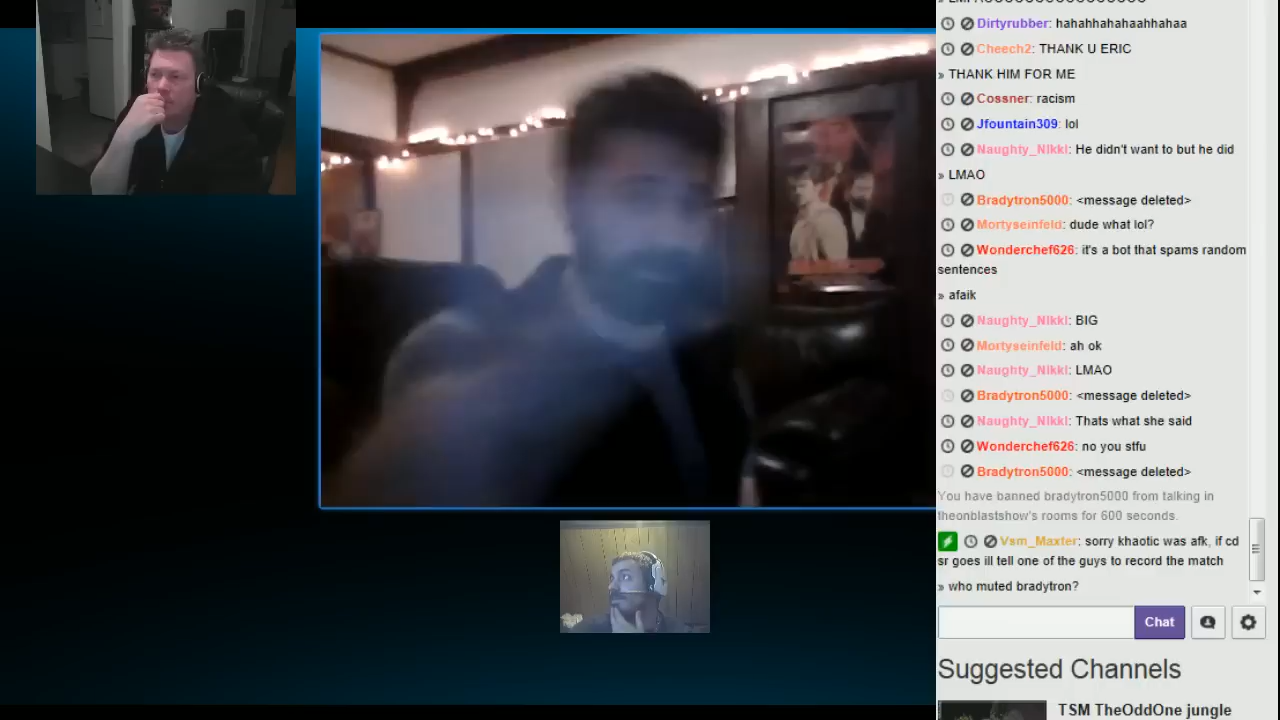 Dirtyrubber: hahahhahahaahhahaa
Cheech2: THANK U ERIC
» THANK HIM FOR ME
Cossner: racism
Jfountain309: lol
Naughty_NIkkI: He didn't want to but he did
» LMAO
Bradytron5000: <message deleted>
Mortyseinfeld: dude what lol?
Wonderchef626: it's a bot that spams random
sentences
» afaik
Naughty_NIkkI: BIG
Mortyseinfeld: ah ok
Naughty_NIkkI: LMAO
Bradytron5000: <message deleted>
Naughty_NIkkI: Thats what she said
Wonderchef626: no you stfu
Bradytron5000: <message deleted>
You have banned bradytron5000 from talking in
theonblastshow's rooms for 600 seconds.
Vsm_Maxter: sorry khaotic was afk, if cd
sr goes ill tell one of the guys to record the match
» who muted bradytron?
Chat
Suggested Channels
TSM TheOddOne jungle